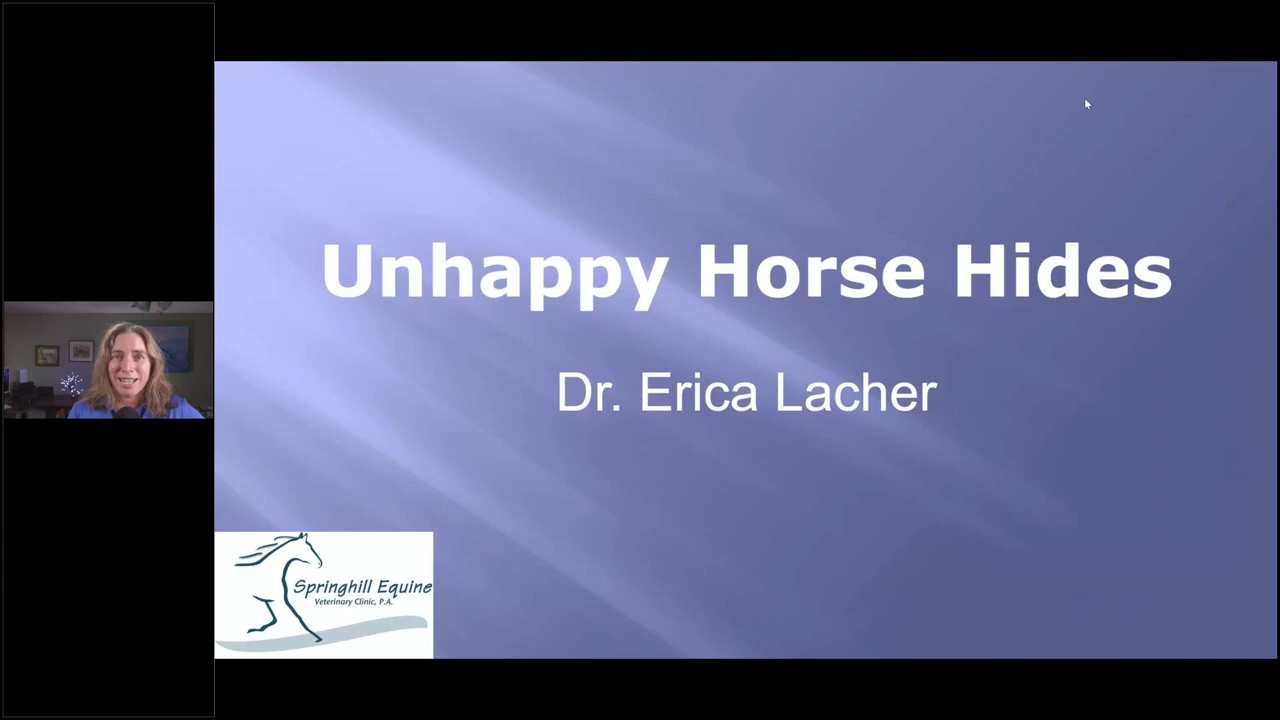 Unhappy Horse Hides
Dr. Erica Lacher
Springhill Equine
Veterinary Clinic, P.A.